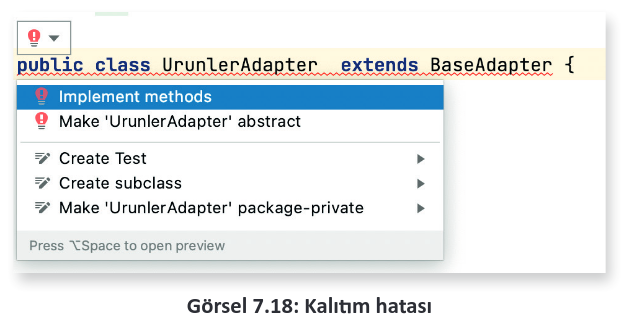 public class UrunlerAdapter  extends BaseAdapter {
Implement methods
Make 'UrunlerAdapter' abstract
Create Test
Create subclass
Make 'UrunlerAdapter' package-private
Press ⌥Space to open preview
Görsel 7.18: Kalıtım hatası